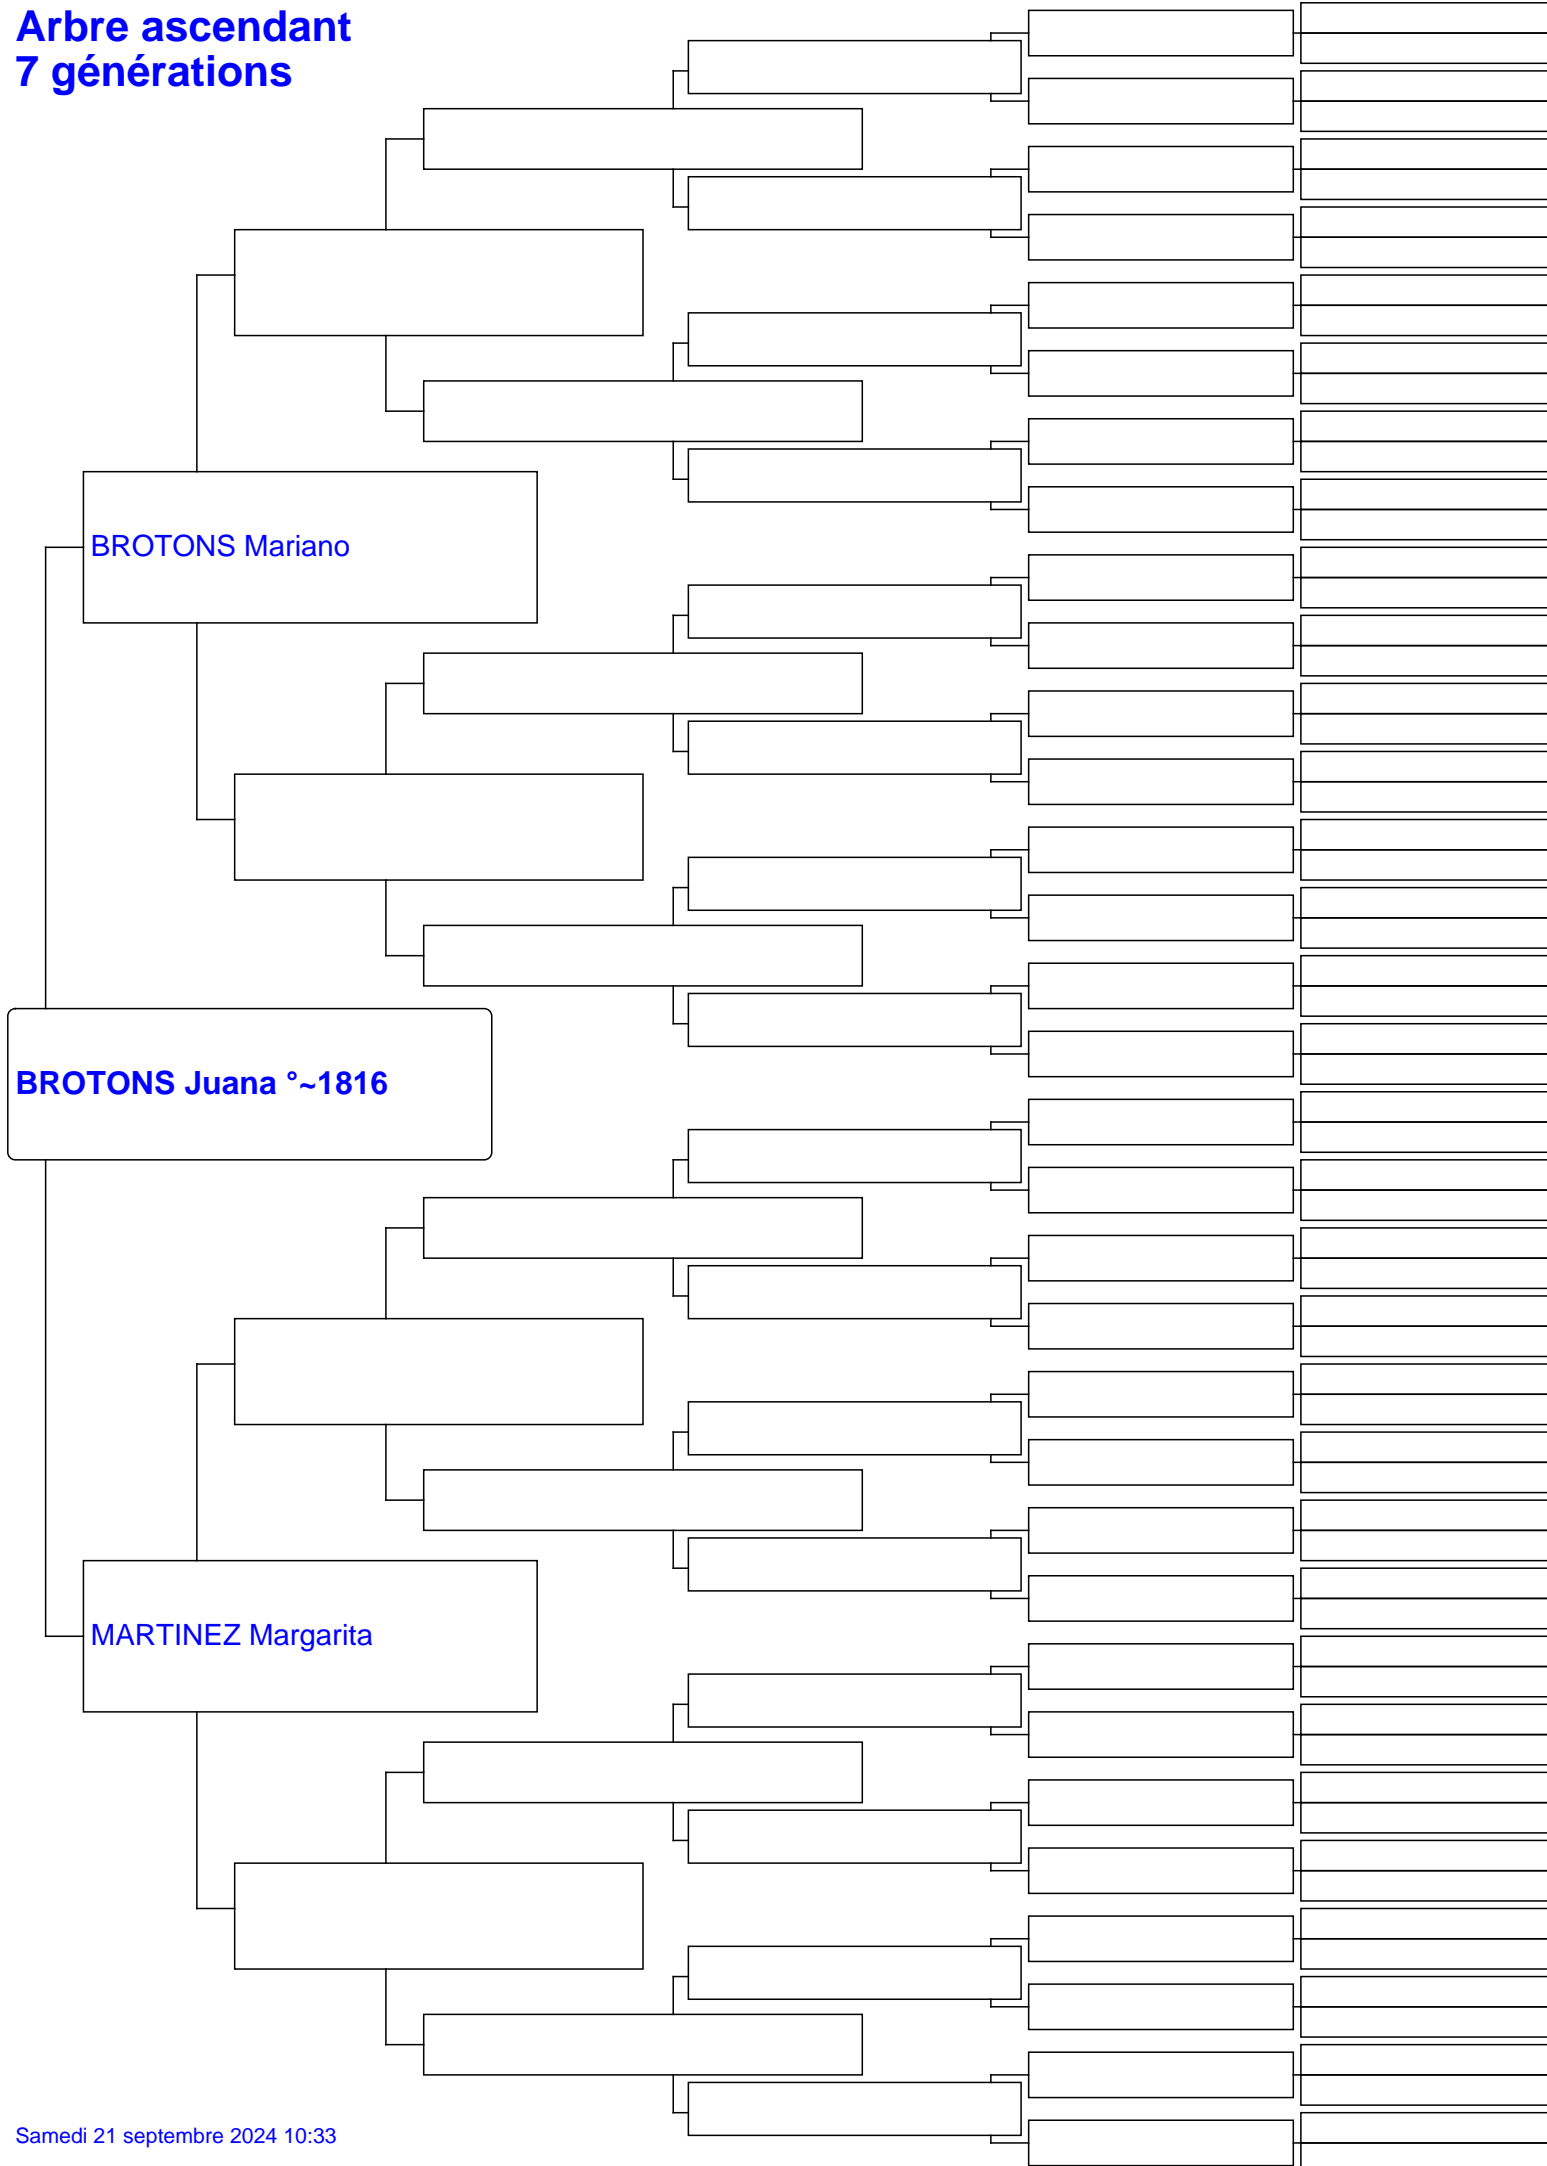 Arbre ascendant
7 générations
BROTONS Mariano
BROTONS Juana °~1816
MARTINEZ Margarita
Samedi 21 septembre 2024 10:33